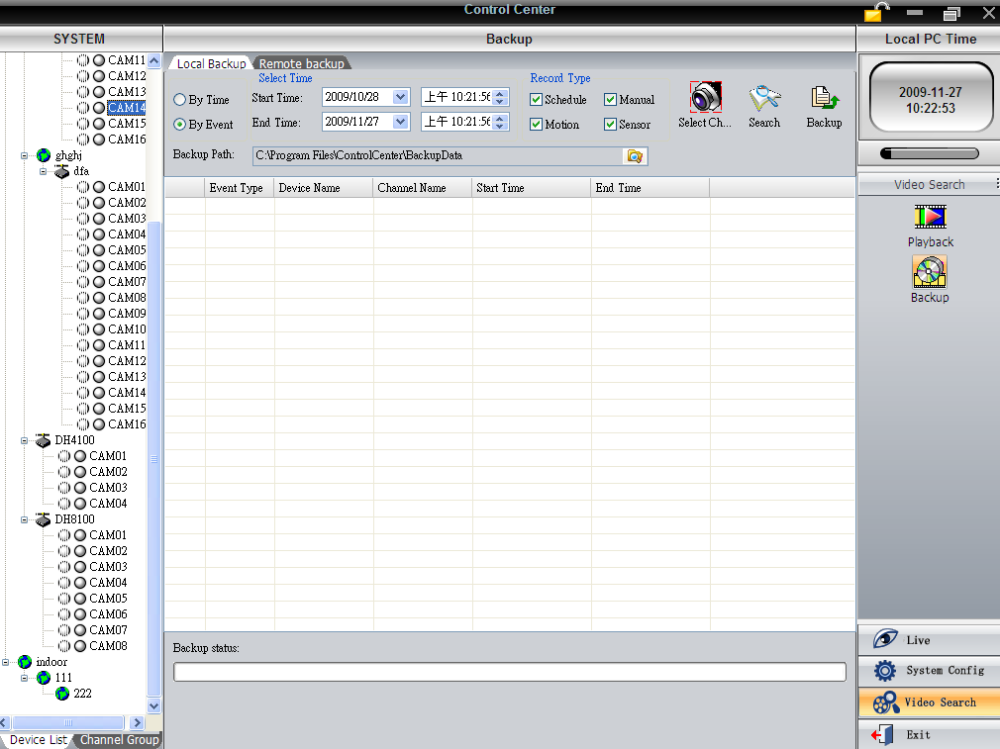 Control Center
SYSTEM
Backup
Local PC Time
CAM11
CAM12
CAM13
CAM14
CAM15
CAM16
ghghj
dfa
CAM01
CAM02
CAM03
CAM04
CAM05
CAM06
CAM07
CAM08
CAM09
CAM10
CAM11
CAM12
CAM13
CAM14
CAM15
CAM16
DH4100
CAM01
CAM02
CAM03
CAM04
DH8100
CAM01
CAM02
CAM03
CAM04
CAM05
CAM06
CAM07
CAM08
indoor
111
222
Device List Channel Group
Local Backup Remote backup
Select Time Record Type
By Time Start Time: 2009/10/28 上午 10:21:56 Schedule Manual
By Event End Time: 2009/11/27 上午 10:21:56 Motion Sensor
Select Ch... Search Backup
Backup Path: C:\Program Files\ControlCenter\BackupData
Event Type Device Name Channel Name Start Time End Time
Backup status:
2009-11-27
10:22:53
Video Search
Playback
Backup
Live
System Config
Video Search
Exit